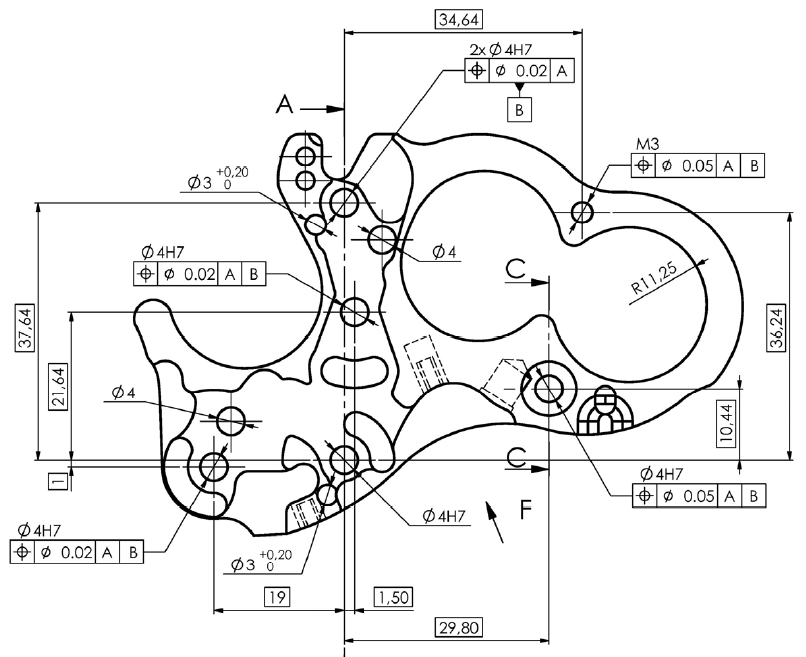 34,64
2x Ø 4H7
⌖ Ø 0.02 A
B
A
M3
⌖ Ø 0.05 A B
Ø3 +0,20 0
Ø 4H7
⌖ Ø 0.02 A B
Ø4
C
R11,25
37,64
21,64
36,24
Ø4
10,44
1
C
Ø 4H7
⌖ Ø 0.05 A B
Ø 4H7
F
Ø 4H7
⌖ Ø 0.02 A B
Ø3 +0,20 0
19
1,50
29,80